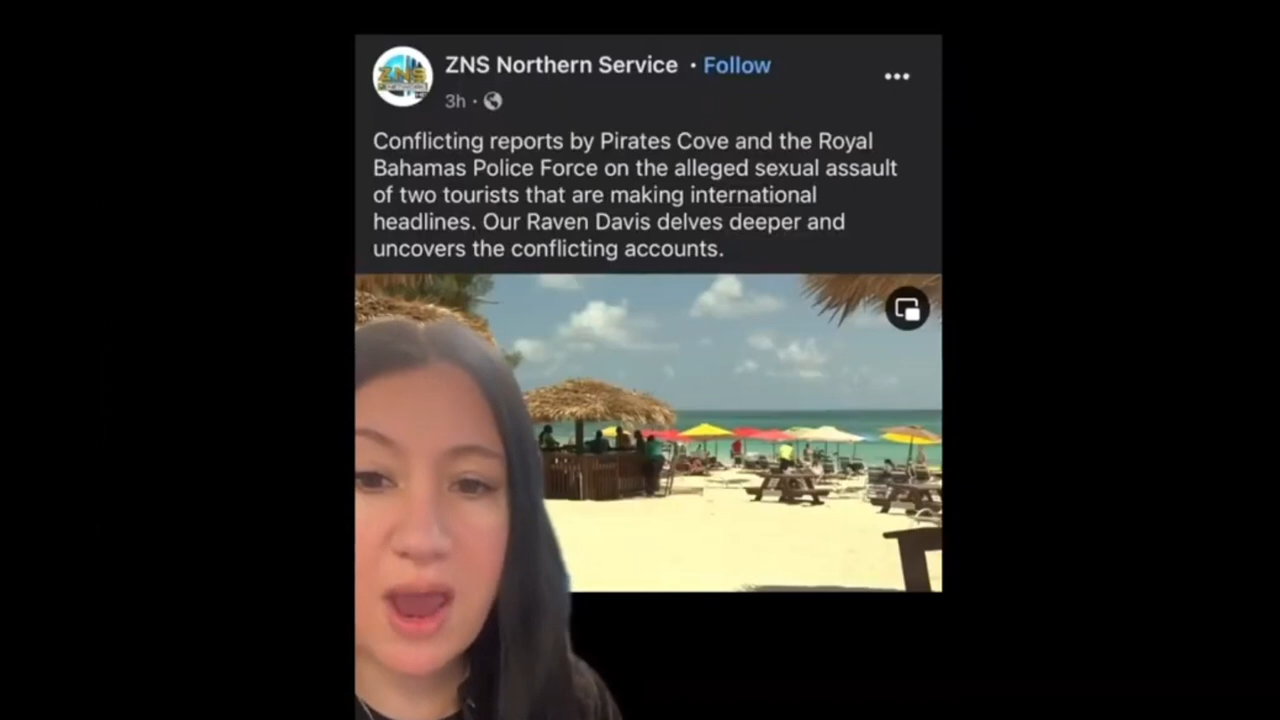 ZNS
ZNS Northern Service · Follow
3h ·
Conflicting reports by Pirates Cove and the Royal
Bahamas Police Force on the alleged sexual assault
of two tourists that are making international
headlines. Our Raven Davis delves deeper and
uncovers the conflicting accounts.